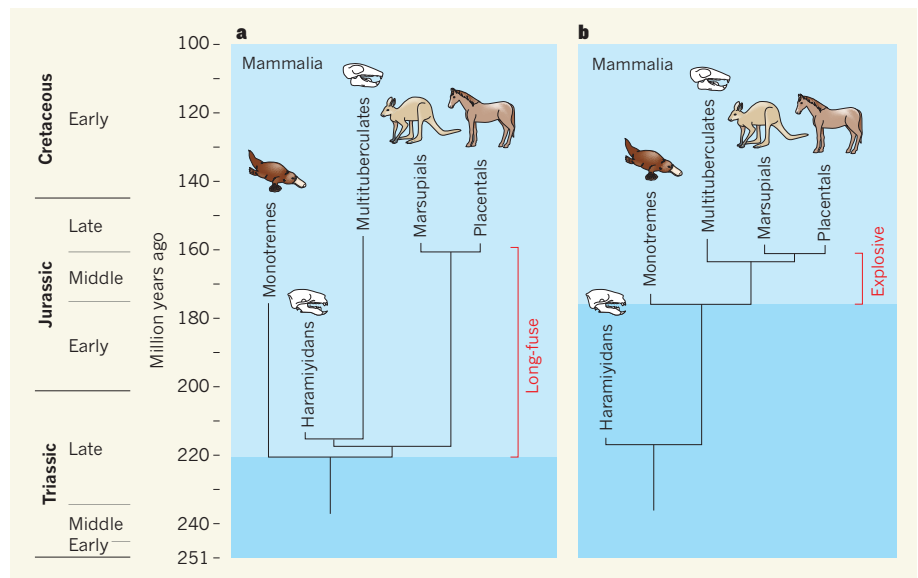 a
b
Mammalia
Mammalia
Cretaceous
Early
Jurassic
Late
Middle
Early
Triassic
Late
Middle
Early
Million years ago
100
120
140
160
180
200
220
240
251
Monotremes
Haramiyidans
Multituberculates
Marsupials
Placentals
Long-fuse
Haramiyidans
Monotremes
Multituberculates
Marsupials
Placentals
Explosive